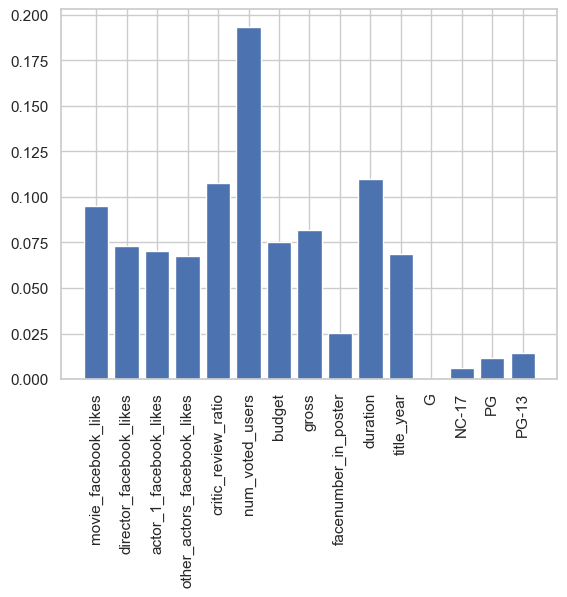 0.200
0.175
0.150
0.125
0.100
0.075
0.050
0.025
0.000
movie_facebook_likes
director_facebook_likes
actor_1_facebook_likes
other_actors_facebook_likes
critic_review_ratio
num_voted_users
budget
gross
facenumber_in_poster
duration
title_year
G
NC-17
PG
PG-13